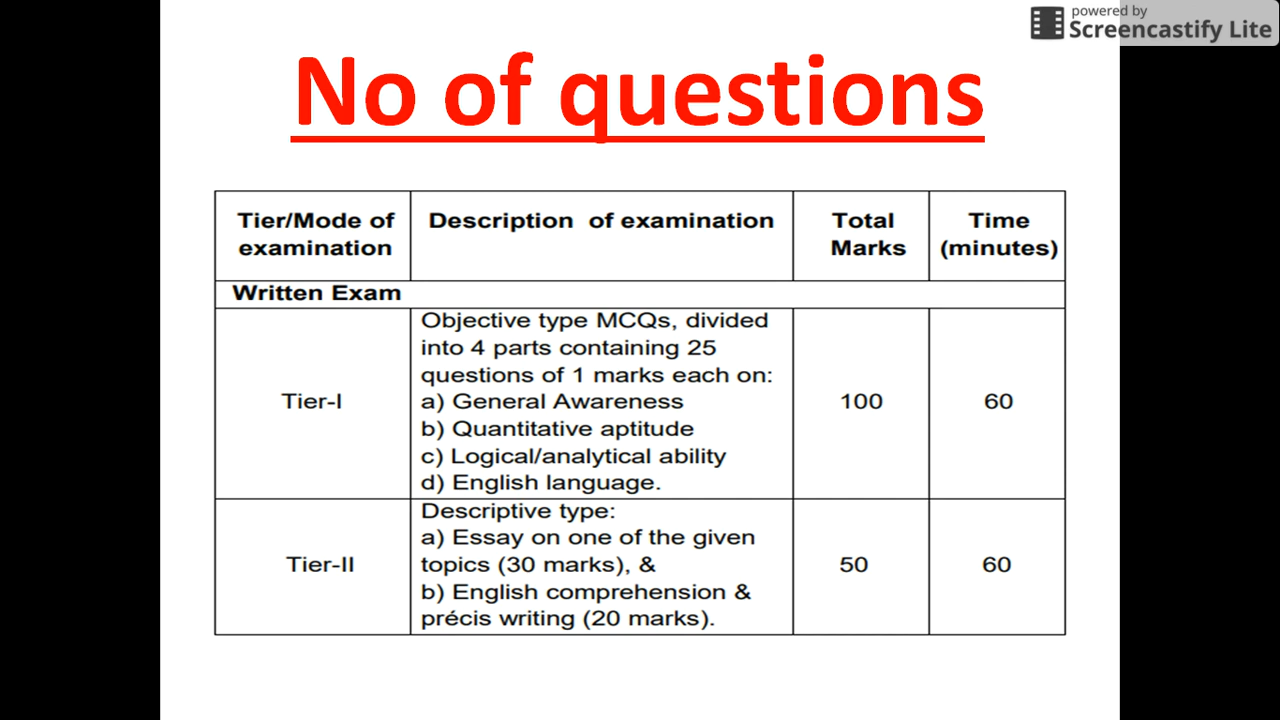 powered by
Screencastify Lite
No of questions
Tier/Mode of examination
Description of examination
Total Marks
Time (minutes)
Written Exam
Tier-I
Objective type MCQs, divided
into 4 parts containing 25
questions of 1 marks each on:
a) General Awareness
b) Quantitative aptitude
c) Logical/analytical ability
d) English language.
100
60
Tier-II
Descriptive type:
a) Essay on one of the given
topics (30 marks), &
b) English comprehension &
précis writing (20 marks).
50
60